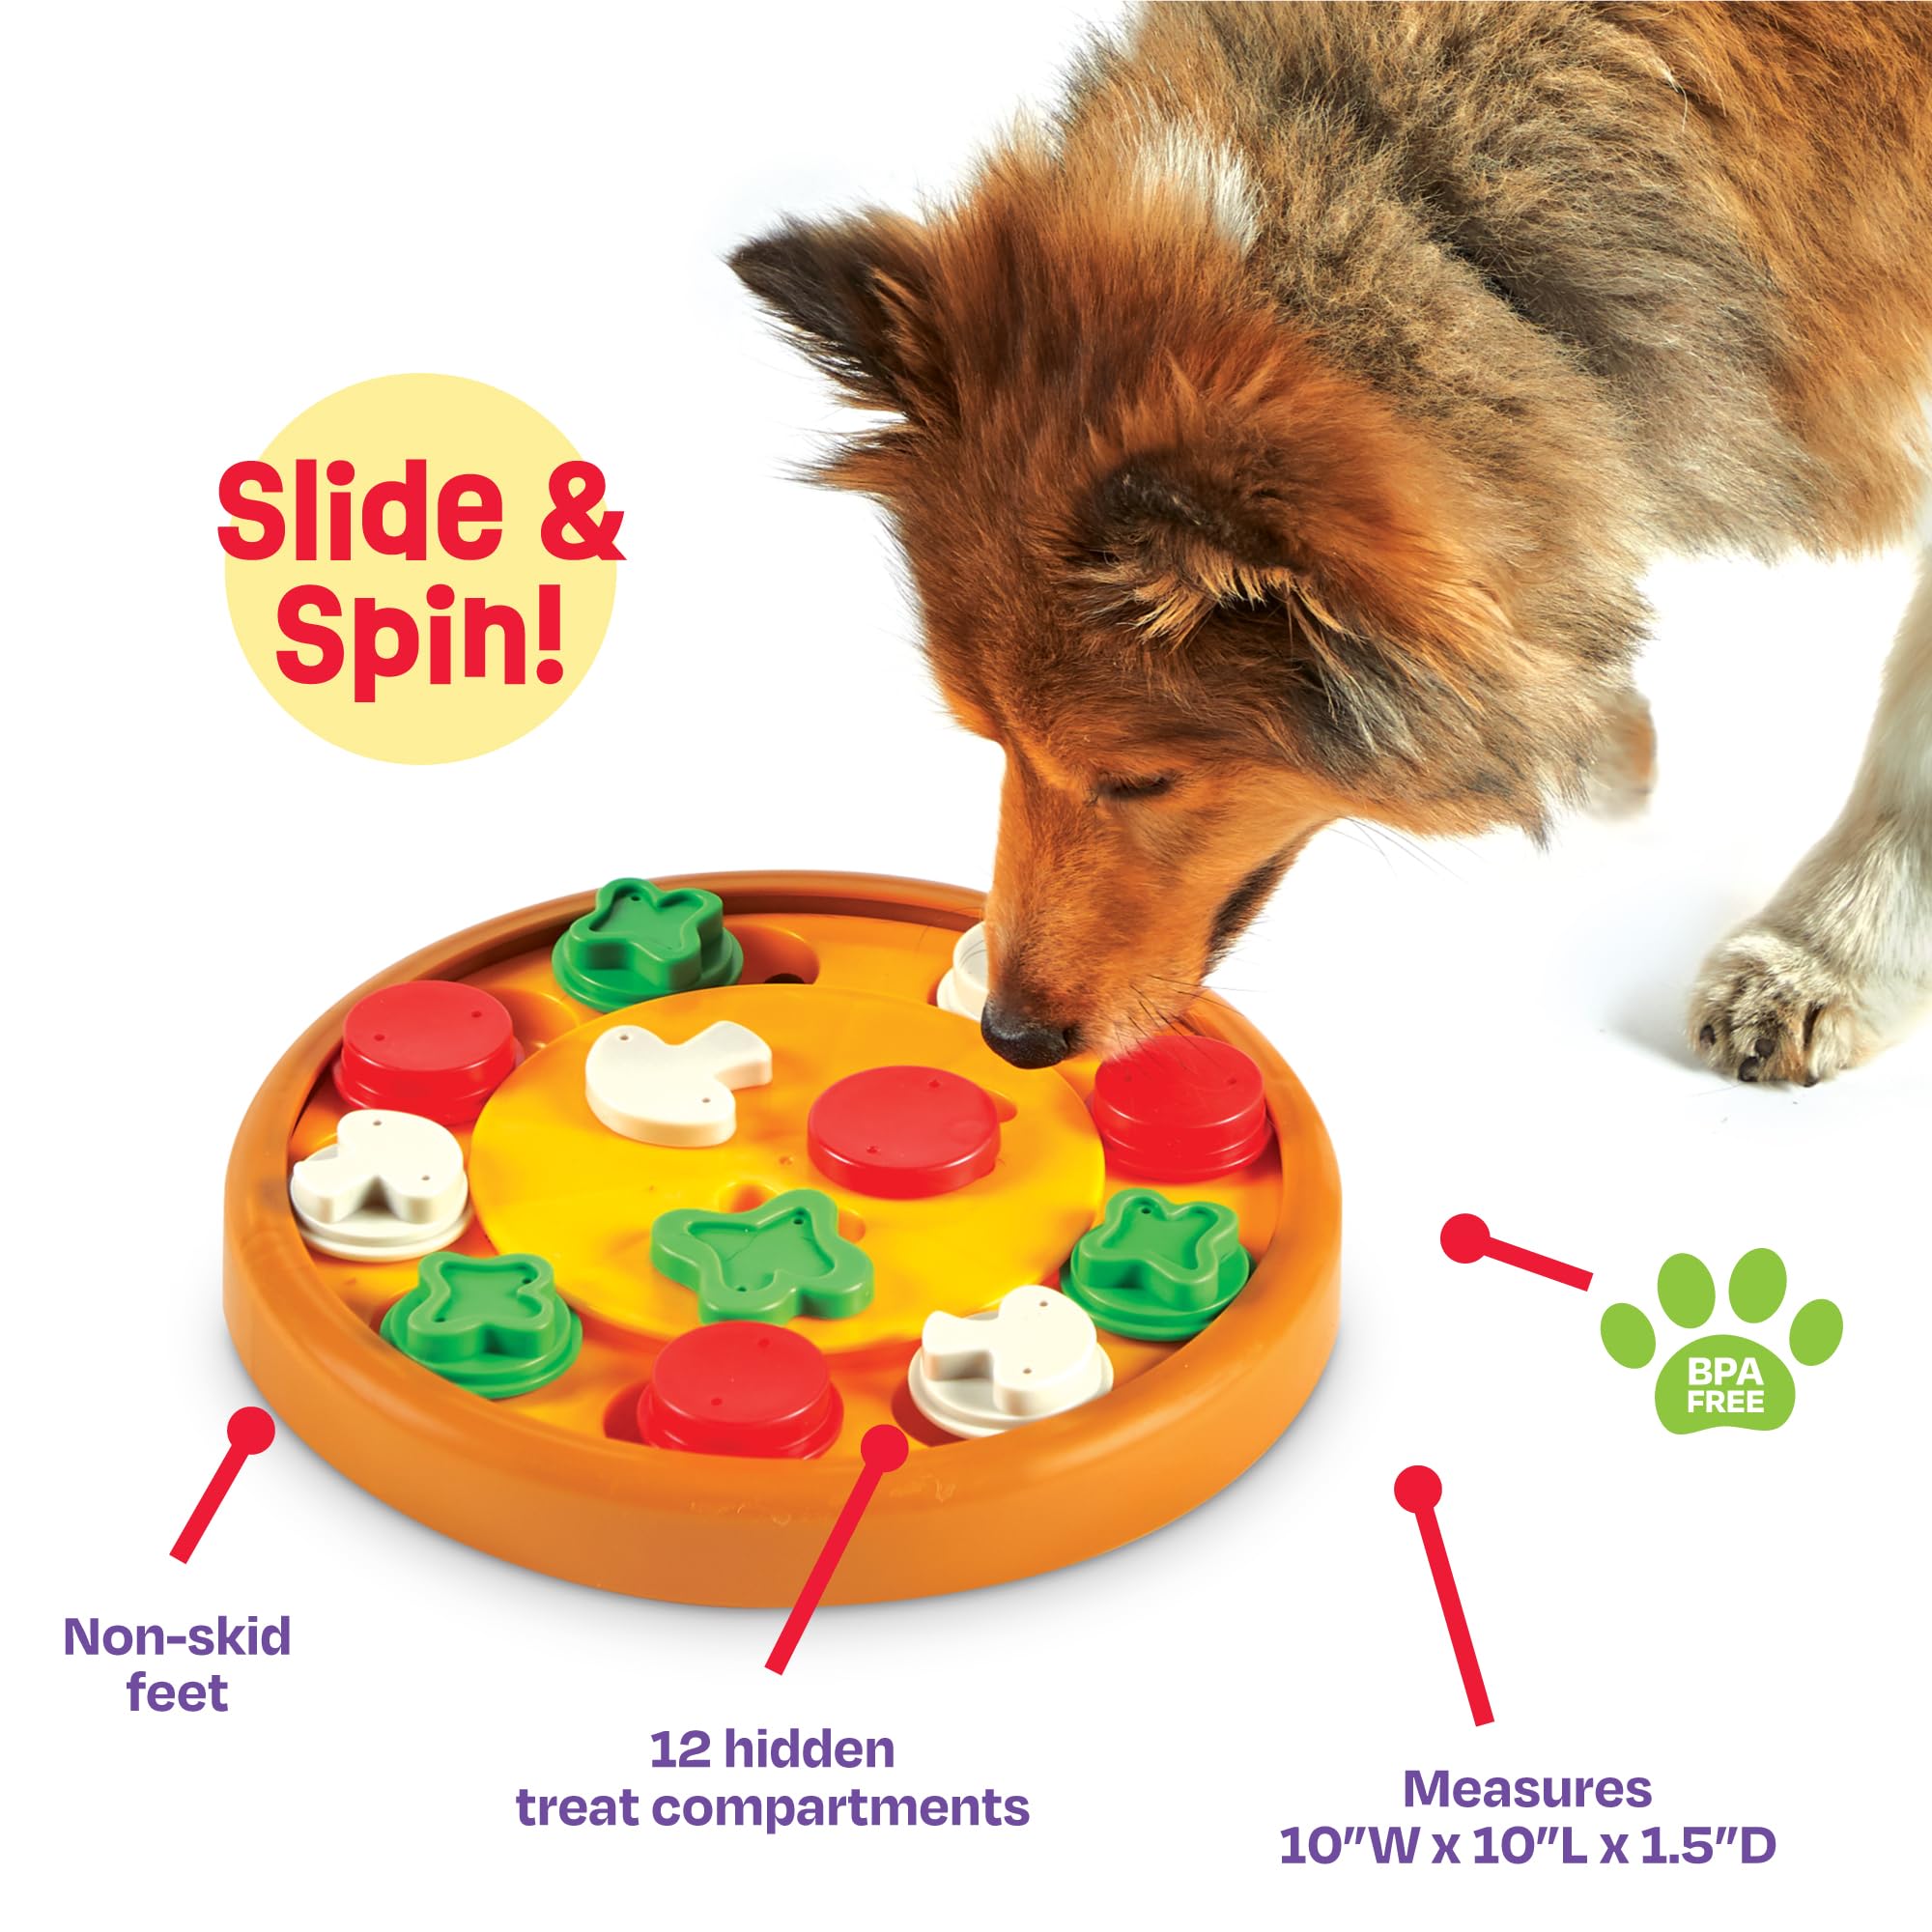 Slide &
Spin!
BPA
FREE
Non-skid
feet
12 hidden
treat compartments
Measures
10"W x 10"L x 1.5"D